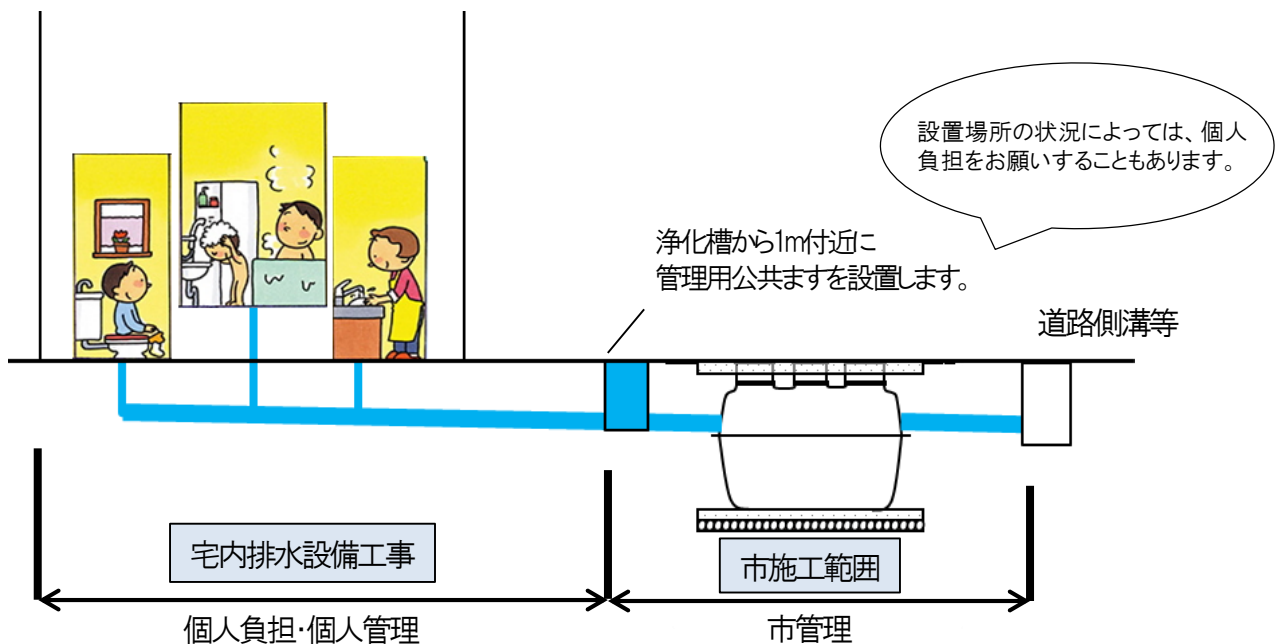 設置場所の状況によっては、個人
負担をお願いすることもあります。
浄化槽から1m付近に
管理用公共ますを設置します。
道路側溝等
宅内排水設備工事
市施工範囲
個人負担・個人管理
市管理